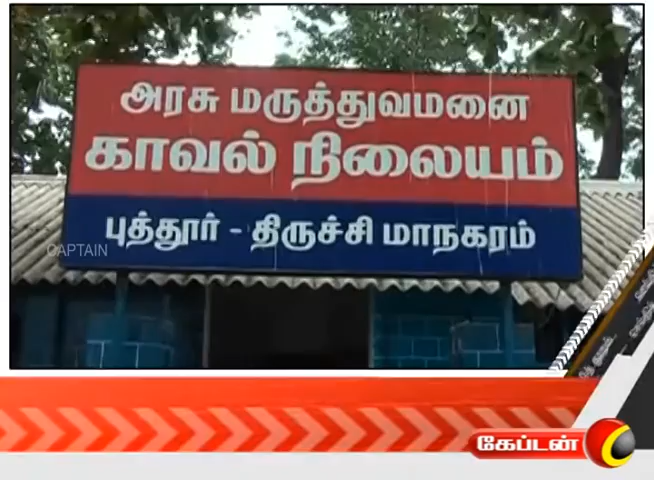 அரசு மருத்துவமனை
காவல் நிலையம்
புத்தூர் - திருச்சி மாநகரம்
CAPTAIN
கேப்டன்